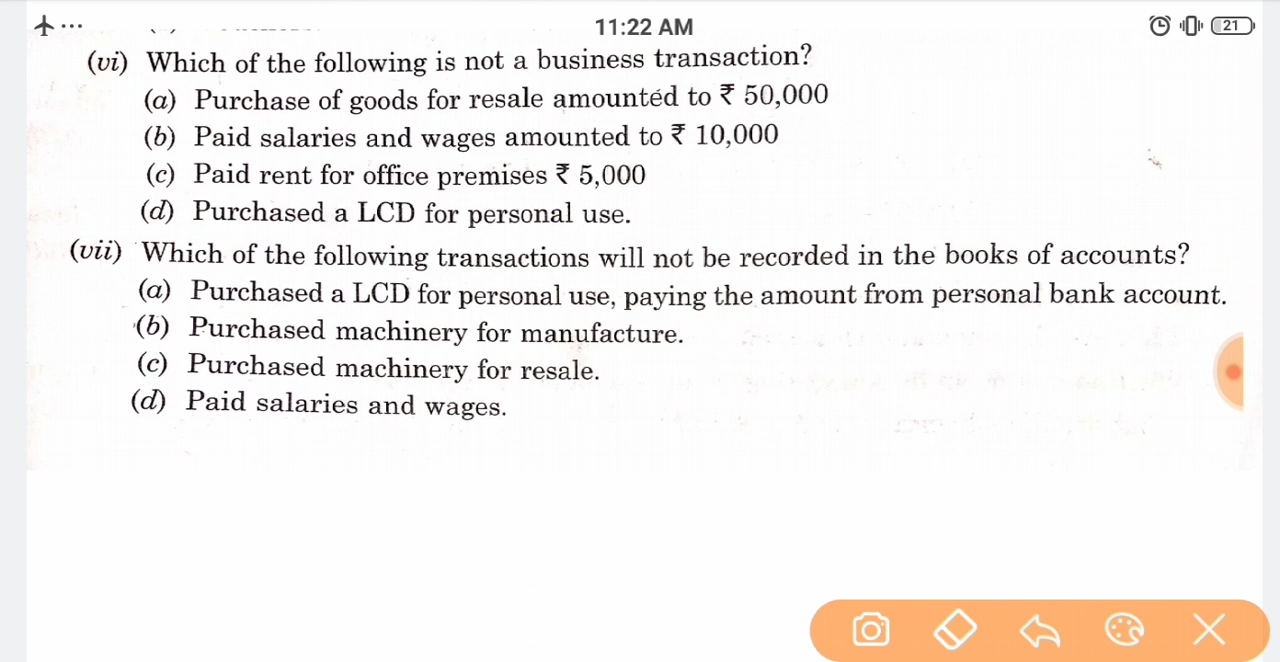 11:22 AM
21
(vi) Which of the following is not a business transaction?
(a) Purchase of goods for resale amounted to ₹ 50,000
(b) Paid salaries and wages amounted to ₹ 10,000
(c) Paid rent for office premises ₹ 5,000
(d) Purchased a LCD for personal use.
(vii) Which of the following transactions will not be recorded in the books of accounts?
(a) Purchased a LCD for personal use, paying the amount from personal bank account.
(b) Purchased machinery for manufacture.
(c) Purchased machinery for resale.
(d) Paid salaries and wages.